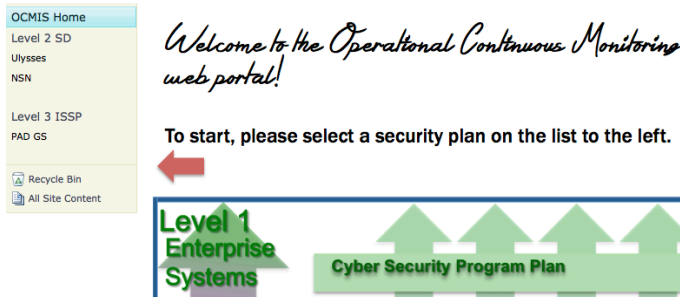 OCMIS Home
Level 2 SD
Ulysses
NSN
Level 3 ISSP
PAD GS
Recycle Bin
All Site Content
Welcome to the Operational Continuous Monitoring
web portal!
To start, please select a security plan on the list to the left.
Level 1
Enterprise
Systems
Cyber Security Program Plan